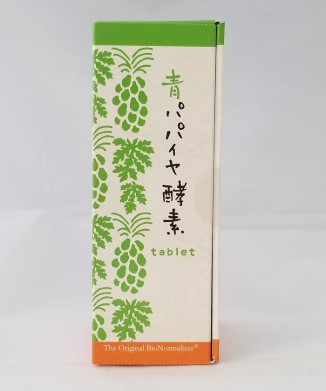 青パパイヤ酵素
tablet
The Original BioNormalizer®